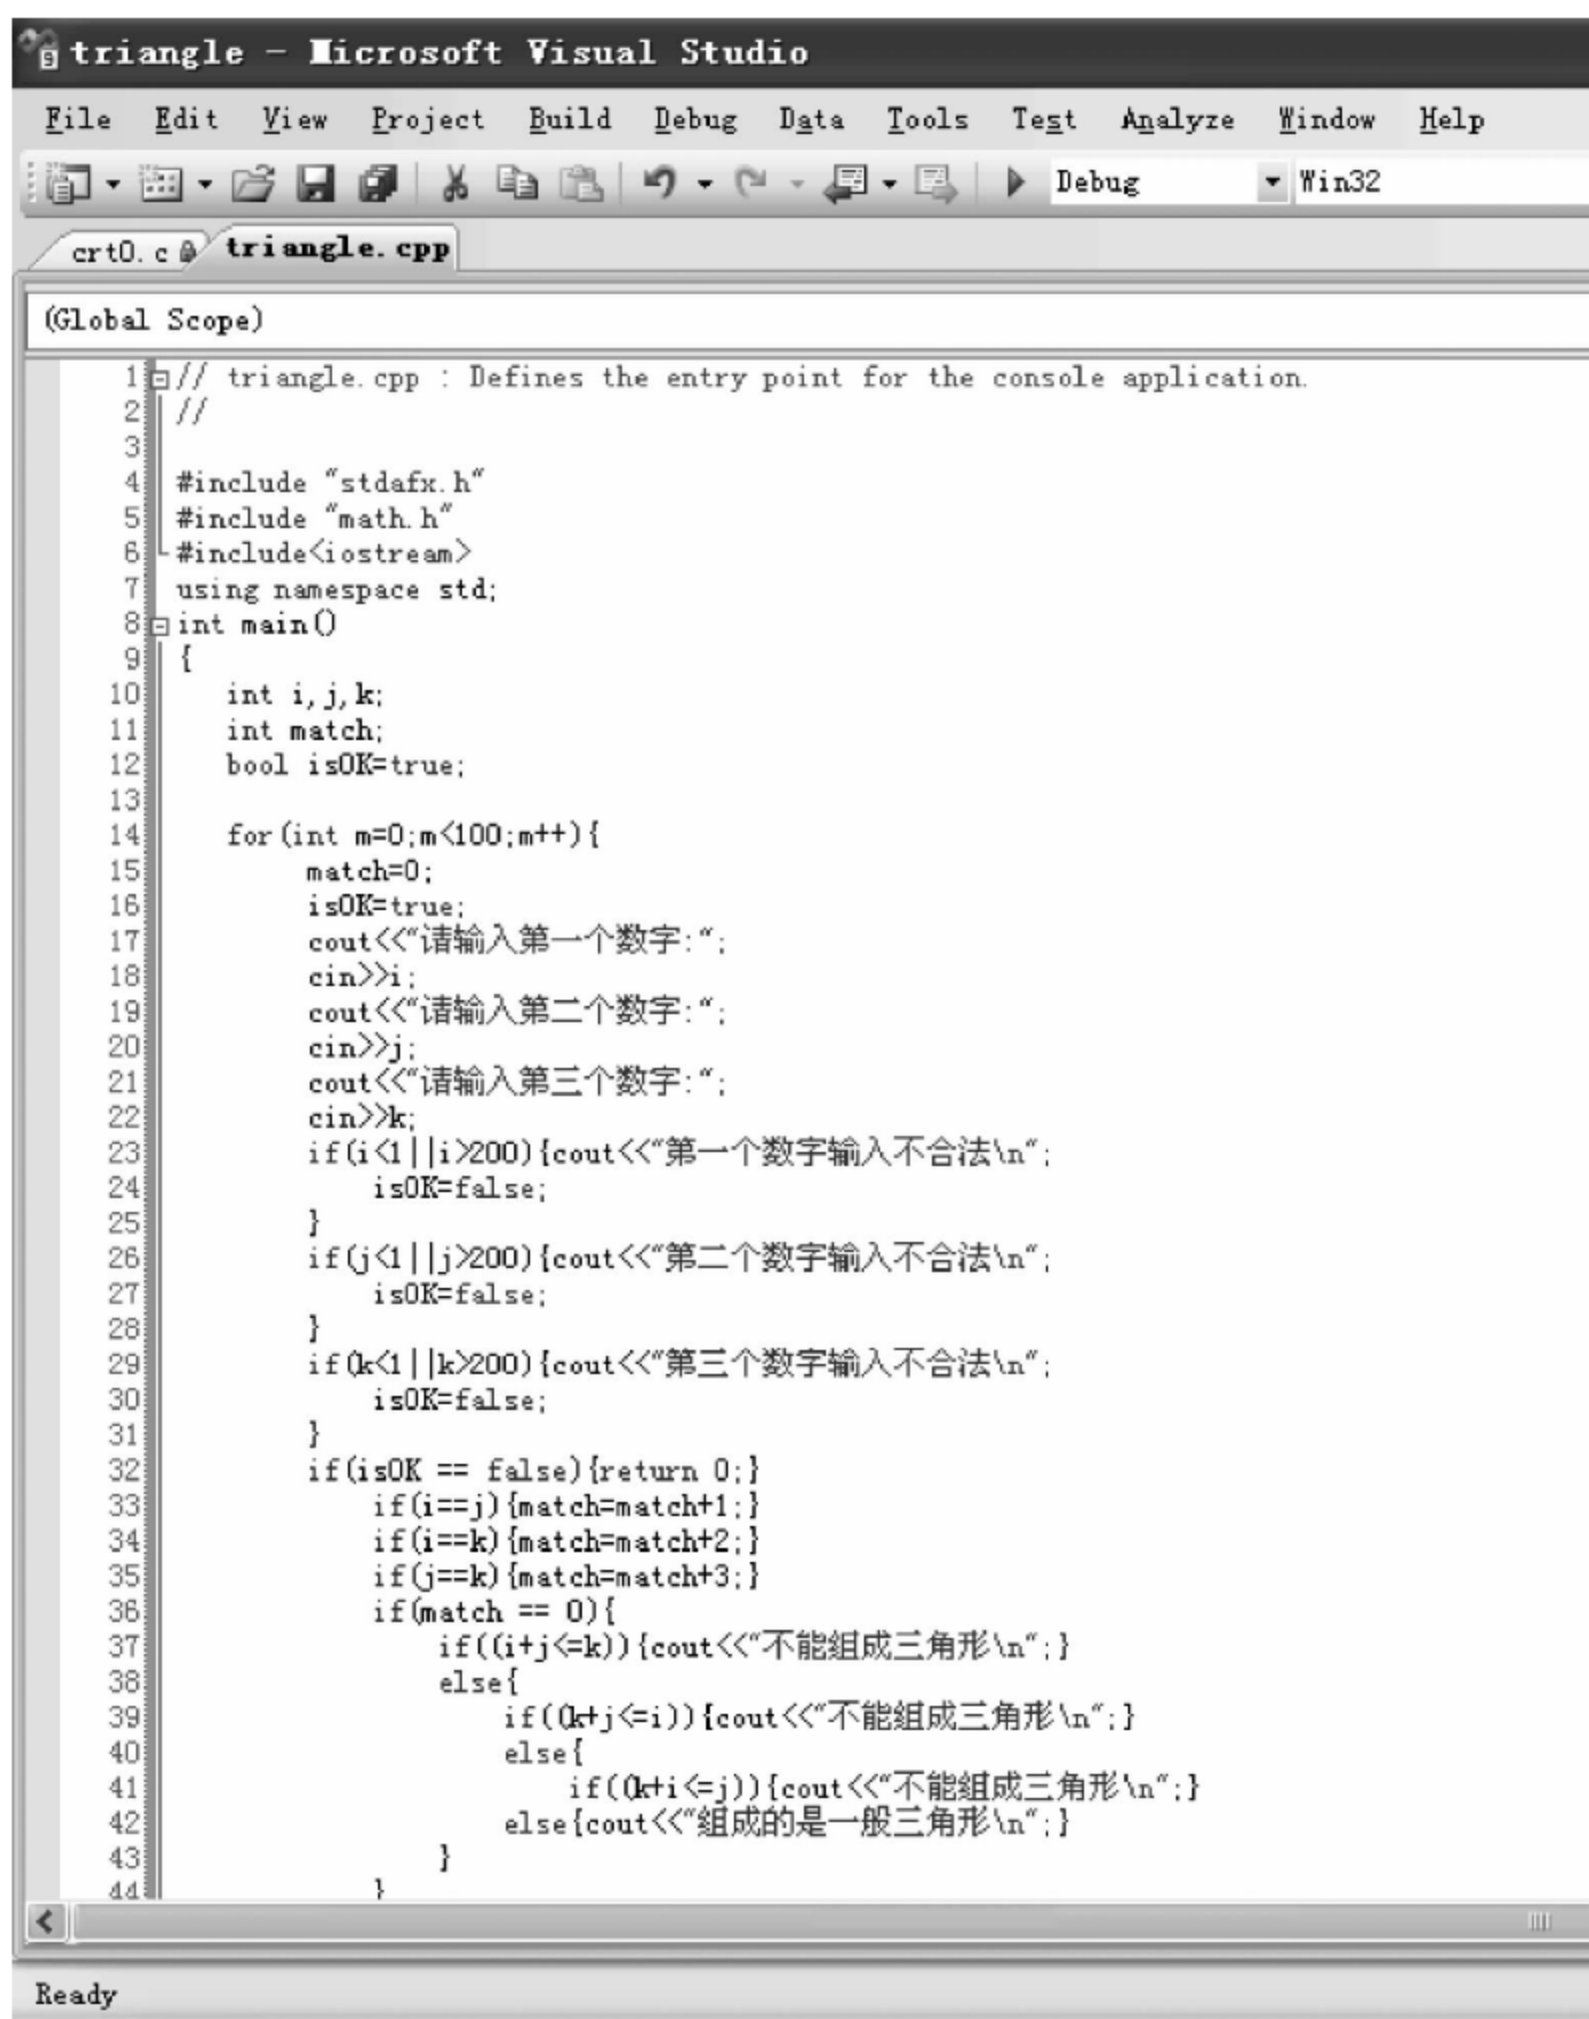 triangle - Microsoft Visual Studio
File Edit View Project Build Debug Data Tools Test Analyze Window Help
Debug Win32
crt0.c triangle.cpp
(Global Scope)
1 // triangle.cpp : Defines the entry point for the console application.
2 //
3
4 #include "stdafx.h"
5 #include "math.h"
6 #include<iostream>
7 using namespace std;
8 int main()
9 {
10 int i,j,k;
11 int match;
12 bool isOK=true;
13
14 for(int m=0;m<100;m++){
15 match=0;
16 isOK=true;
17 cout<<"请输入第一个数字:";
18 cin>>i;
19 cout<<"请输入第二个数字:";
20 cin>>j;
21 cout<<"请输入第三个数字:";
22 cin>>k;
23 if(i<1||i>200){cout<<"第一个数字输入不合法\n";
24 isOK=false;
25 }
26 if(j<1||j>200){cout<<"第二个数字输入不合法\n";
27 isOK=false;
28 }
29 if(k<1||k>200){cout<<"第三个数字输入不合法\n";
30 isOK=false;
31 }
32 if(isOK == false){return 0;}
33 if(i==j){match=match+1;}
34 if(i==k){match=match+2;}
35 if(j==k){match=match+3;}
36 if(match == 0){
37 if((i+j<=k)){cout<<"不能组成三角形\n";}
38 else{
39 if((k+j<=i)){cout<<"不能组成三角形\n";}
40 else{
41 if((k+i<=j)){cout<<"不能组成三角形\n";}
42 else{cout<<"组成的是一般三角形\n";}
43 }
44 }
Ready